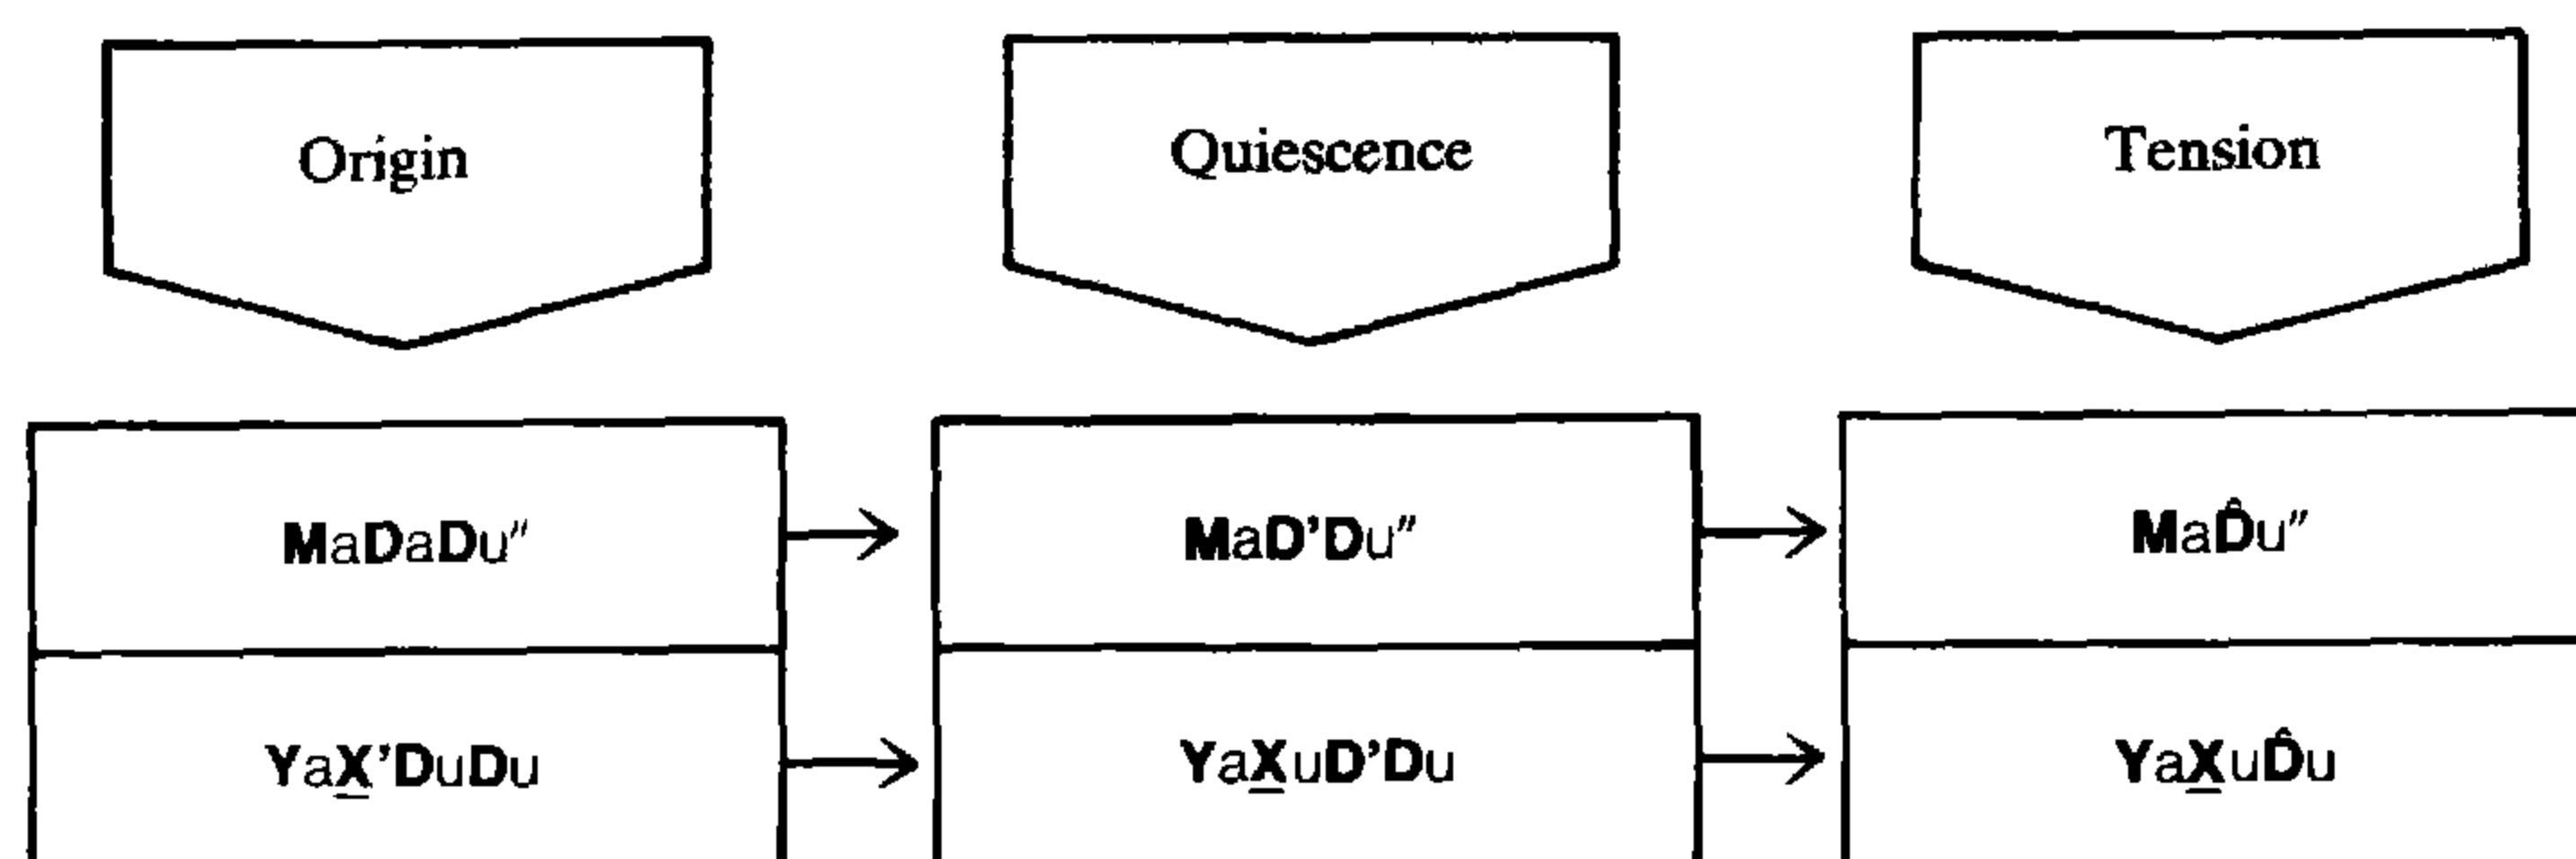 Origin Quiescence Tension
MaDaDu″ MaD’Du″ MaD̂u″
YaX̲’DuDu YaX̲uD’Du YaX̲uD̂u